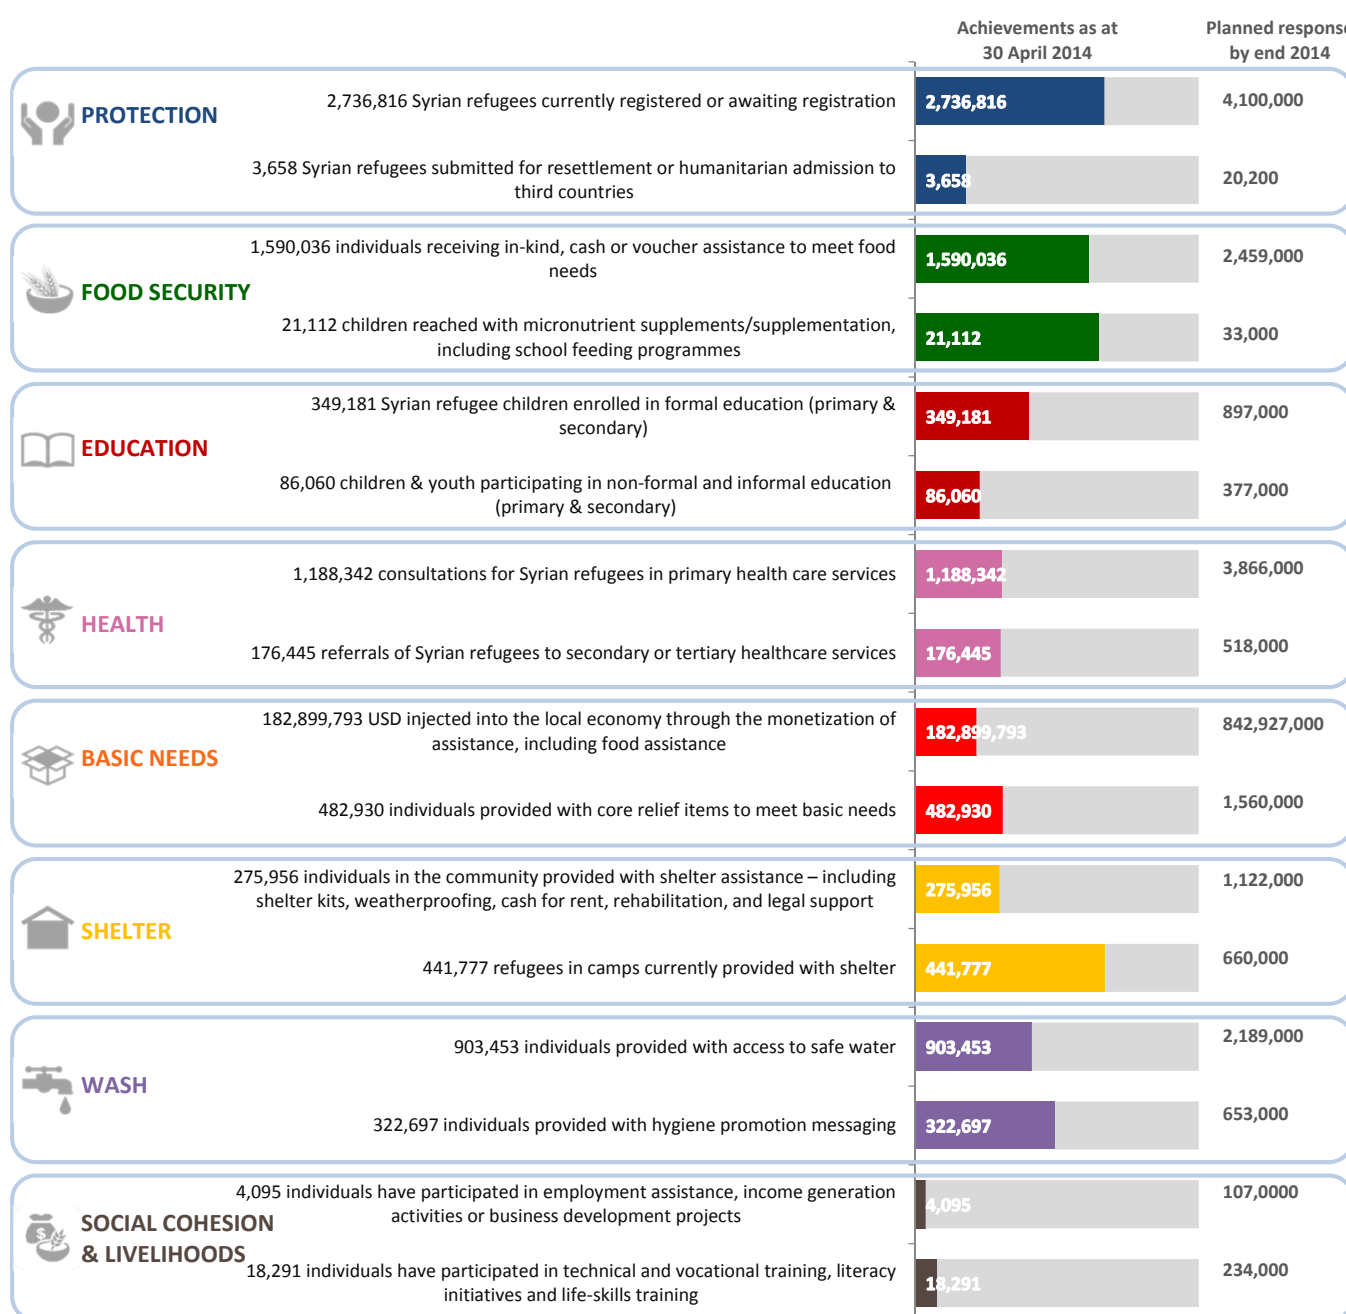 Achievements as at
30 April 2014
Planned response
by end 2014
PROTECTION
2,736,816 Syrian refugees currently registered or awaiting registration
2,736,816
4,100,000
3,658 Syrian refugees submitted for resettlement or humanitarian admission to
third countries
3,658
20,200
FOOD SECURITY
1,590,036 individuals receiving in-kind, cash or voucher assistance to meet food
needs
1,590,036
2,459,000
21,112 children reached with micronutrient supplements/supplementation,
including school feeding programmes
21,112
33,000
EDUCATION
349,181 Syrian refugee children enrolled in formal education (primary &
secondary)
349,181
897,000
86,060 children & youth participating in non-formal and informal education
(primary & secondary)
86,060
377,000
HEALTH
1,188,342 consultations for Syrian refugees in primary health care services
1,188,342
3,866,000
176,445 referrals of Syrian refugees to secondary or tertiary healthcare services
176,445
518,000
BASIC NEEDS
182,899,793 USD injected into the local economy through the monetization of
assistance, including food assistance
182,899,793
842,927,000
482,930 individuals provided with core relief items to meet basic needs
482,930
1,560,000
SHELTER
275,956 individuals in the community provided with shelter assistance – including
shelter kits, weatherproofing, cash for rent, rehabilitation, and legal support
275,956
1,122,000
441,777 refugees in camps currently provided with shelter
441,777
660,000
WASH
903,453 individuals provided with access to safe water
903,453
2,189,000
322,697 individuals provided with hygiene promotion messaging
322,697
653,000
SOCIAL COHESION
& LIVELIHOODS
4,095 individuals have participated in employment assistance, income generation
activities or business development projects
4,095
107,0000
18,291 individuals have participated in technical and vocational training, literacy
initiatives and life-skills training
18,291
234,000